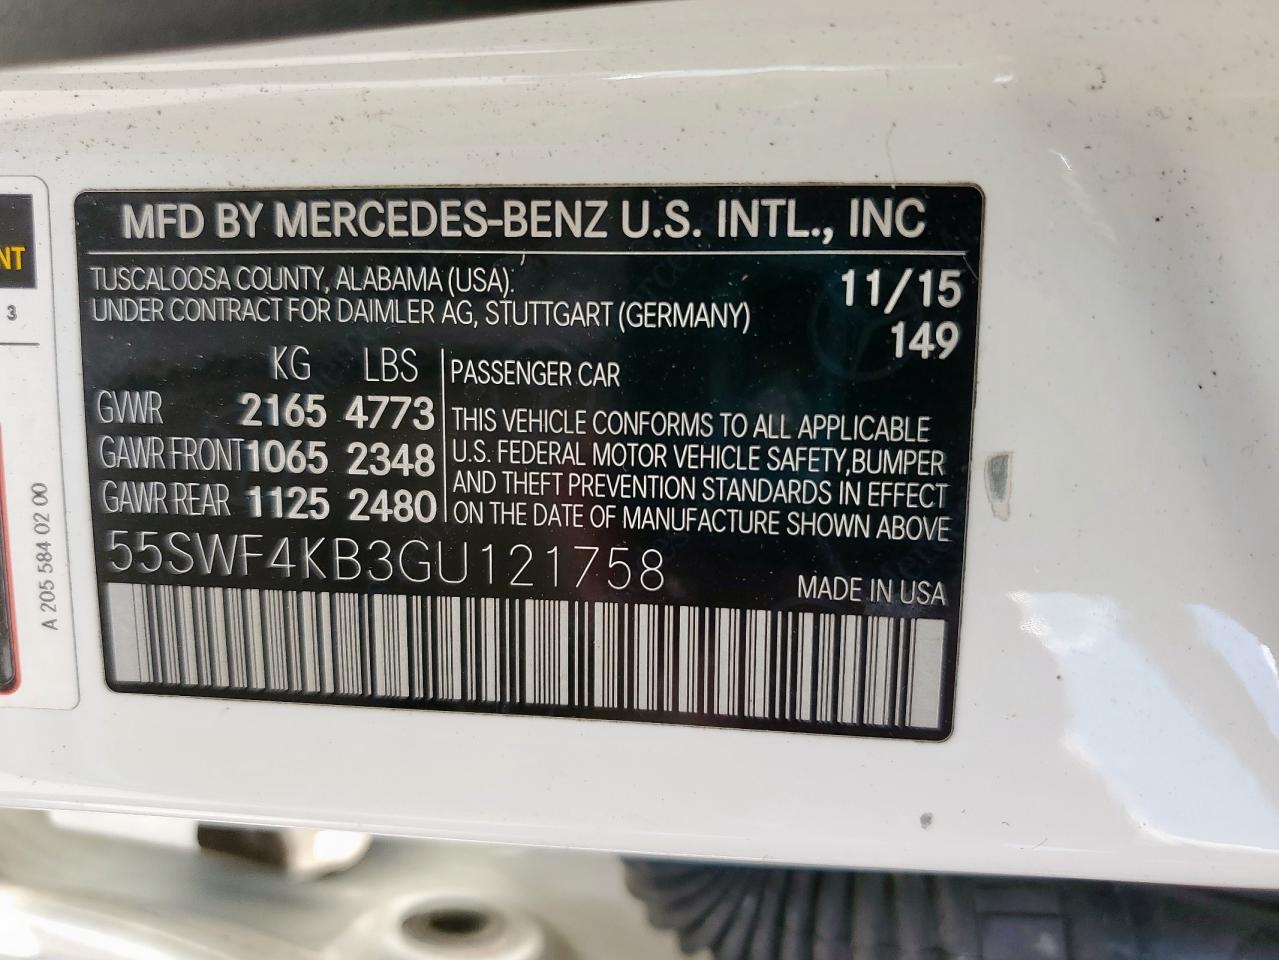 MFD BY MERCEDES-BENZ U.S. INTL., INC
TUSCALOOSA COUNTY, ALABAMA (USA).
UNDER CONTRACT FOR DAIMLER AG, STUTTGART (GERMANY)
11/15
149
KG LBS
GVWR 2165 4773
GAWR FRONT 1065 2348
GAWR REAR 1125 2480
PASSENGER CAR
THIS VEHICLE CONFORMS TO ALL APPLICABLE
U.S. FEDERAL MOTOR VEHICLE SAFETY, BUMPER
AND THEFT PREVENTION STANDARDS IN EFFECT
ON THE DATE OF MANUFACTURE SHOWN ABOVE
55SWF4KB3GU121758
MADE IN USA
NT
3
A 205 584 02 00